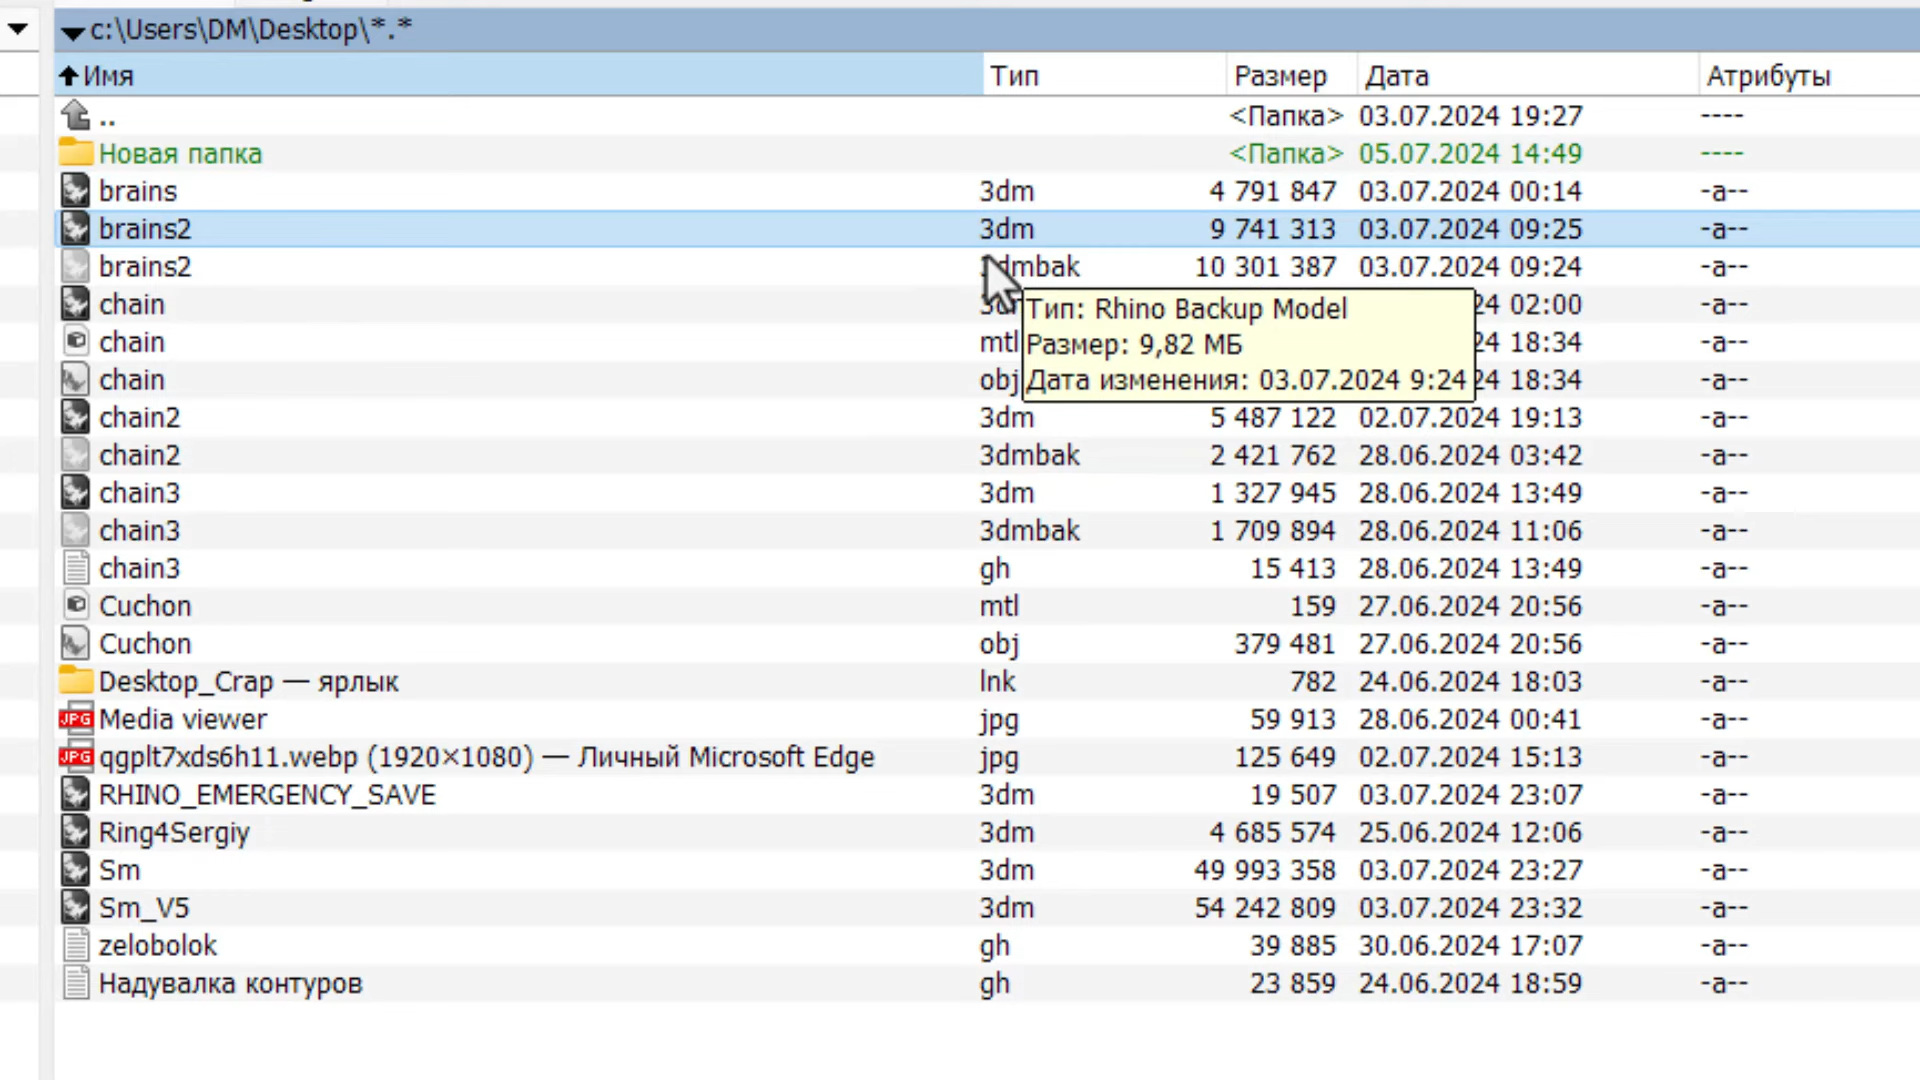 c:\Users\DM\Desktop\*.*
Имя Тип Размер Дата Атрибуты
.. <Папка> 03.07.2024 19:27 ----
Новая папка <Папка> 05.07.2024 14:49 ----
brains 3dm 4 791 847 03.07.2024 00:14 -a--
brains2 3dm 9 741 313 03.07.2024 09:25 -a--
brains2 3dmbak 10 301 387 03.07.2024 09:24 -a--
chain 24 02:00 -a--
Тип: Rhino Backup Model
chain mtl 24 18:34 -a--
Размер: 9,82 МБ
chain obj 24 18:34 -a--
Дата изменения: 03.07.2024 9:24
chain2 3dm 5 487 122 02.07.2024 19:13 -a--
chain2 3dmbak 2 421 762 28.06.2024 03:42 -a--
chain3 3dm 1 327 945 28.06.2024 13:49 -a--
chain3 3dmbak 1 709 894 28.06.2024 11:06 -a--
chain3 gh 15 413 28.06.2024 13:49 -a--
Cuchon mtl 159 27.06.2024 20:56 -a--
Cuchon obj 379 481 27.06.2024 20:56 -a--
Desktop_Crap — ярлык lnk 782 24.06.2024 18:03 -a--
JPG Media viewer jpg 59 913 28.06.2024 00:41 -a--
JPG qgplt7xds6h11.webp (1920×1080) — Личный Microsoft Edge jpg 125 649 02.07.2024 15:13 -a--
RHINO_EMERGENCY_SAVE 3dm 19 507 03.07.2024 23:07 -a--
Ring4Sergiy 3dm 4 685 574 25.06.2024 12:06 -a--
Sm 3dm 49 993 358 03.07.2024 23:27 -a--
Sm_V5 3dm 54 242 809 03.07.2024 23:32 -a--
zelobolok gh 39 885 30.06.2024 17:07 -a--
Надувалка контуров gh 23 859 24.06.2024 18:59 -a--